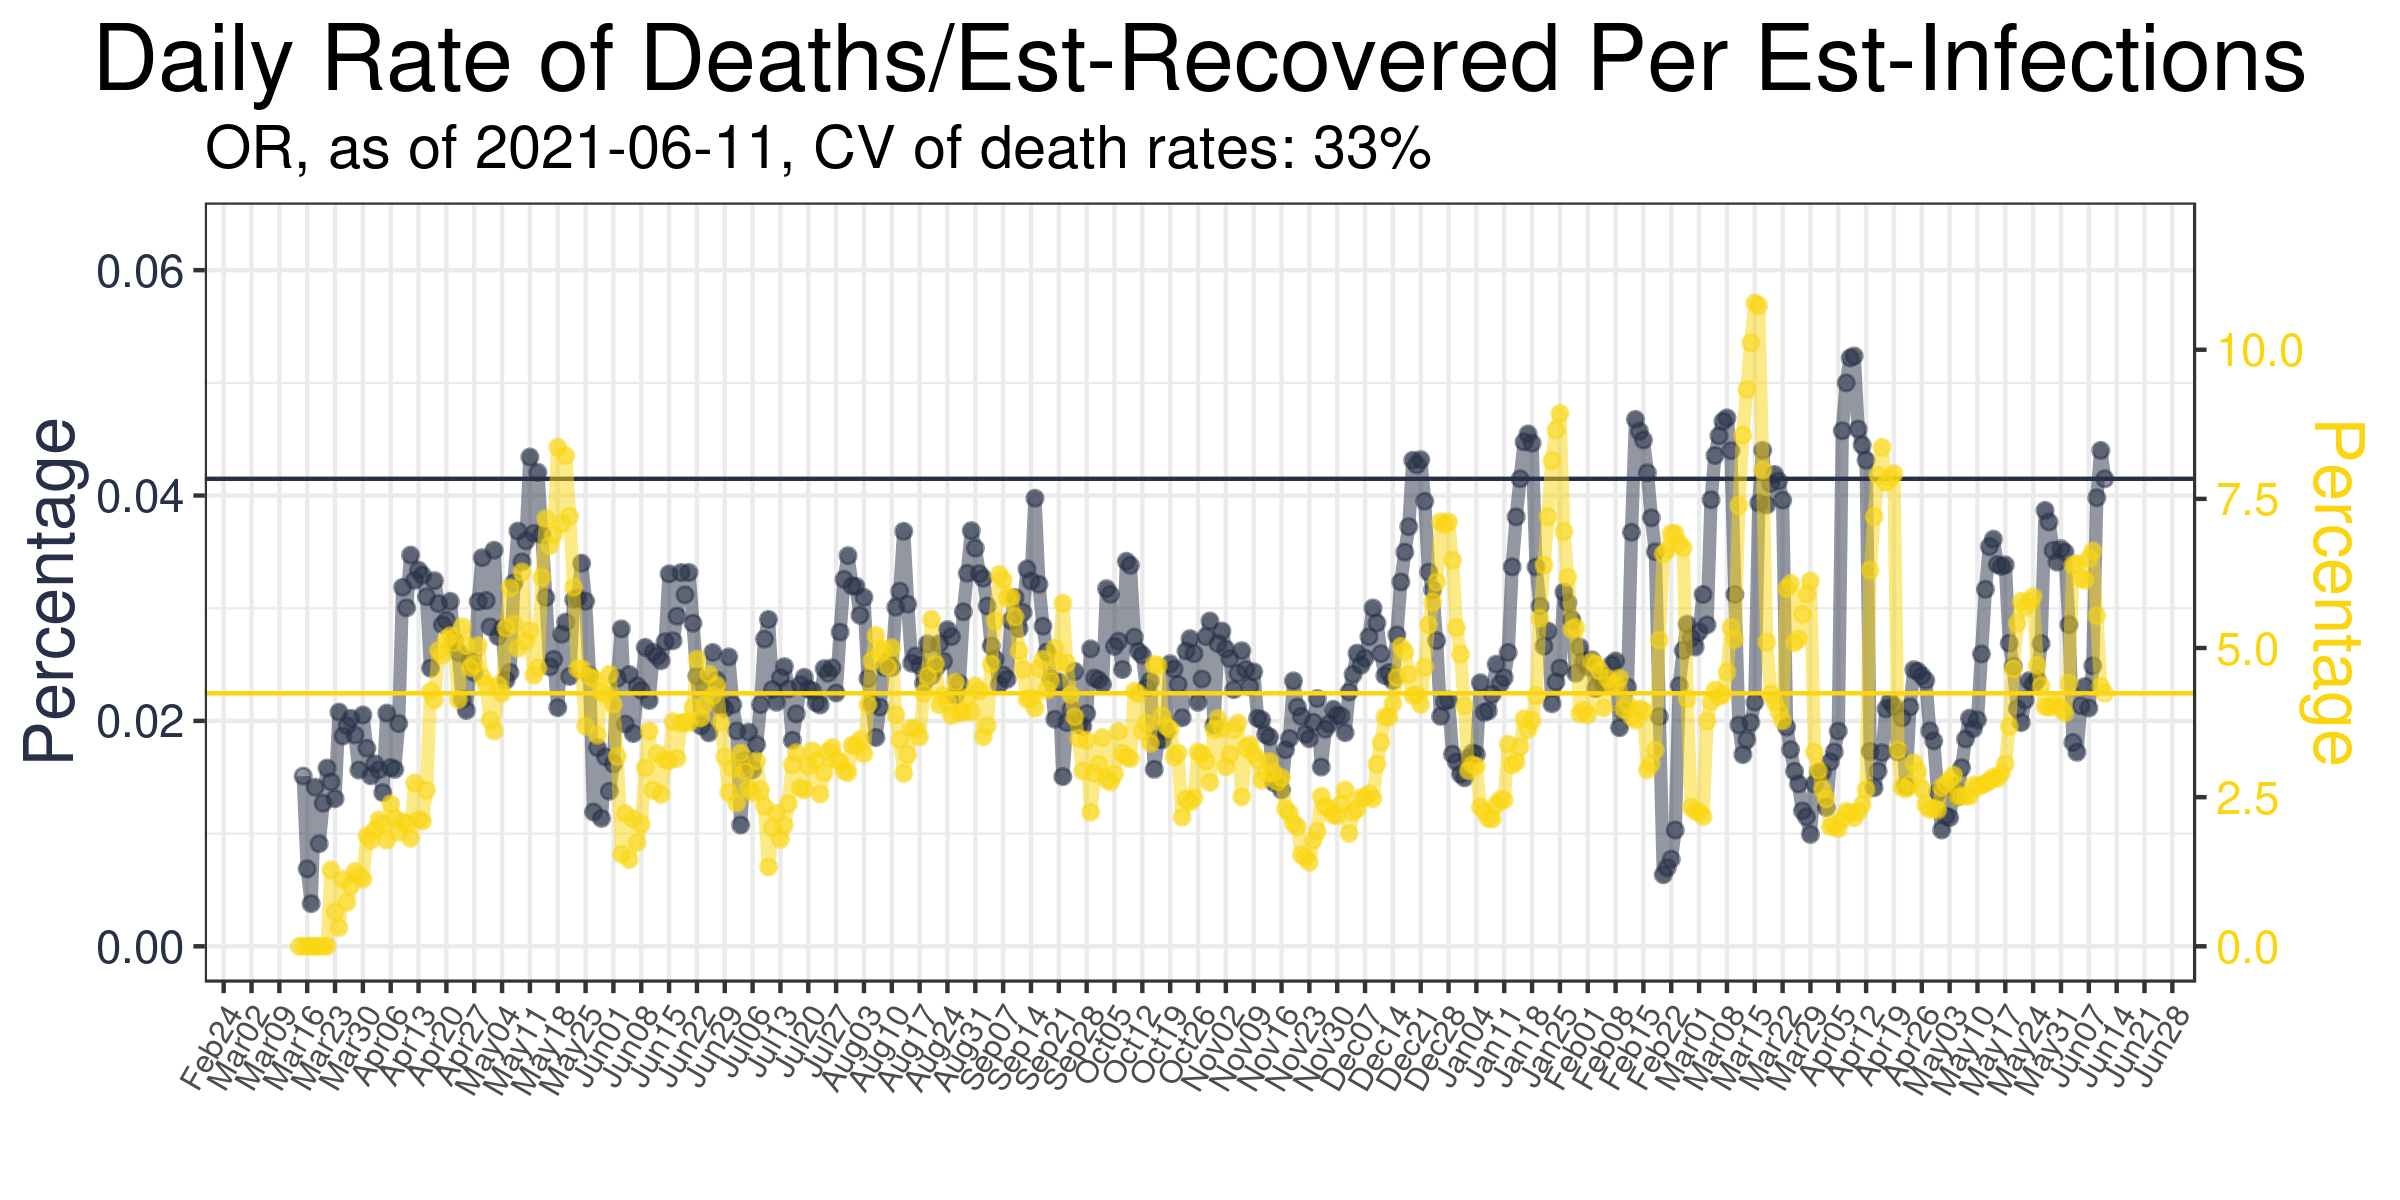 Daily Rate of Deaths/Est-Recovered Per Est-Infections
OR, as of 2021-06-11, CV of death rates: 33%
Percentage
0.06
0.04
0.02
0.00
10.0
7.5
5.0
2.5
0.0
Percentage
Feb24
Mar02
Mar09
Mar16
Mar23
Mar30
Apr06
Apr13
Apr20
Apr27
May04
May11
May18
May25
Jun01
Jun08
Jun15
Jun22
Jun29
Jul06
Jul13
Jul20
Jul27
Aug03
Aug10
Aug17
Aug24
Aug31
Sep07
Sep14
Sep21
Sep28
Oct05
Oct12
Oct19
Oct26
Nov02
Nov09
Nov16
Nov23
Nov30
Dec07
Dec14
Dec21
Dec28
Jan04
Jan11
Jan18
Jan25
Feb01
Feb08
Feb15
Feb22
Mar01
Mar08
Mar15
Mar22
Mar29
Apr05
Apr12
Apr19
Apr26
May03
May10
May17
May24
May31
Jun07
Jun14
Jun21
Jun28